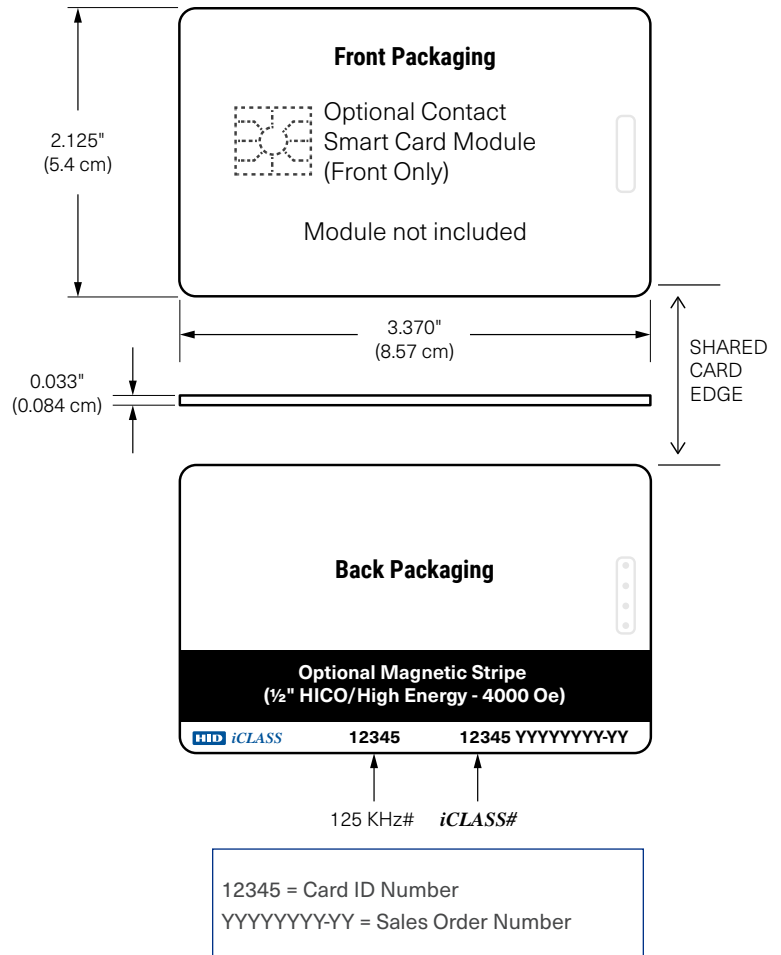 Front Packaging
Optional Contact
Smart Card Module
(Front Only)
Module not included
2.125"
(5.4 cm)
3.370"
(8.57 cm)
SHARED
CARD
EDGE
0.033"
(0.084 cm)
Back Packaging
Optional Magnetic Stripe
(½" HICO/High Energy - 4000 Oe)
HID iCLASS 12345 12345 YYYYYYYY-YY
125 KHz# iCLASS#
12345 = Card ID Number
YYYYYYYY-YY = Sales Order Number